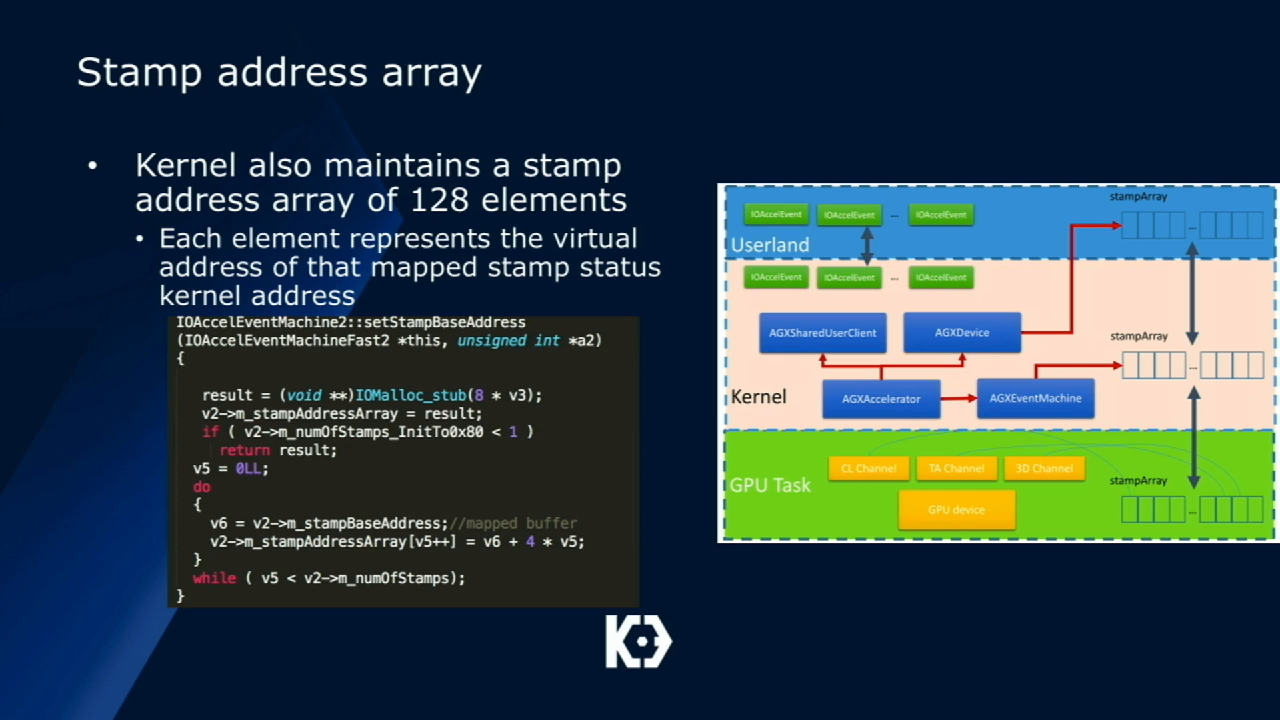 Stamp address array
• Kernel also maintains a stamp
address array of 128 elements
• Each element represents the virtual
address of that mapped stamp status
kernel address
IOAccelEventMachine2::setStampBaseAddress
(IOAccelEventMachineFast2 *this, unsigned int *a2)
{
result = (void **)IOMalloc_stub(8 * v3);
v2->m_stampAddressArray = result;
if ( v2->m_numOfStamps_InitTo0x80 < 1 )
return result;
v5 = 0LL;
do
{
v6 = v2->m_stampBaseAddress;//mapped buffer
v2->m_stampAddressArray[v5++] = v6 + 4 * v5;
}
while ( v5 < v2->m_numOfStamps);
}
stampArray
IOAccelEvent IOAccelEvent ... IOAccelEvent
...
Userland
IOAccelEvent IOAccelEvent ... IOAccelEvent
AGXSharedUserClient AGXDevice
stampArray
...
Kernel
AGXAccelerator AGXEventMachine
CL Channel TA Channel 3D Channel
stampArray
GPU Task
GPU device
...